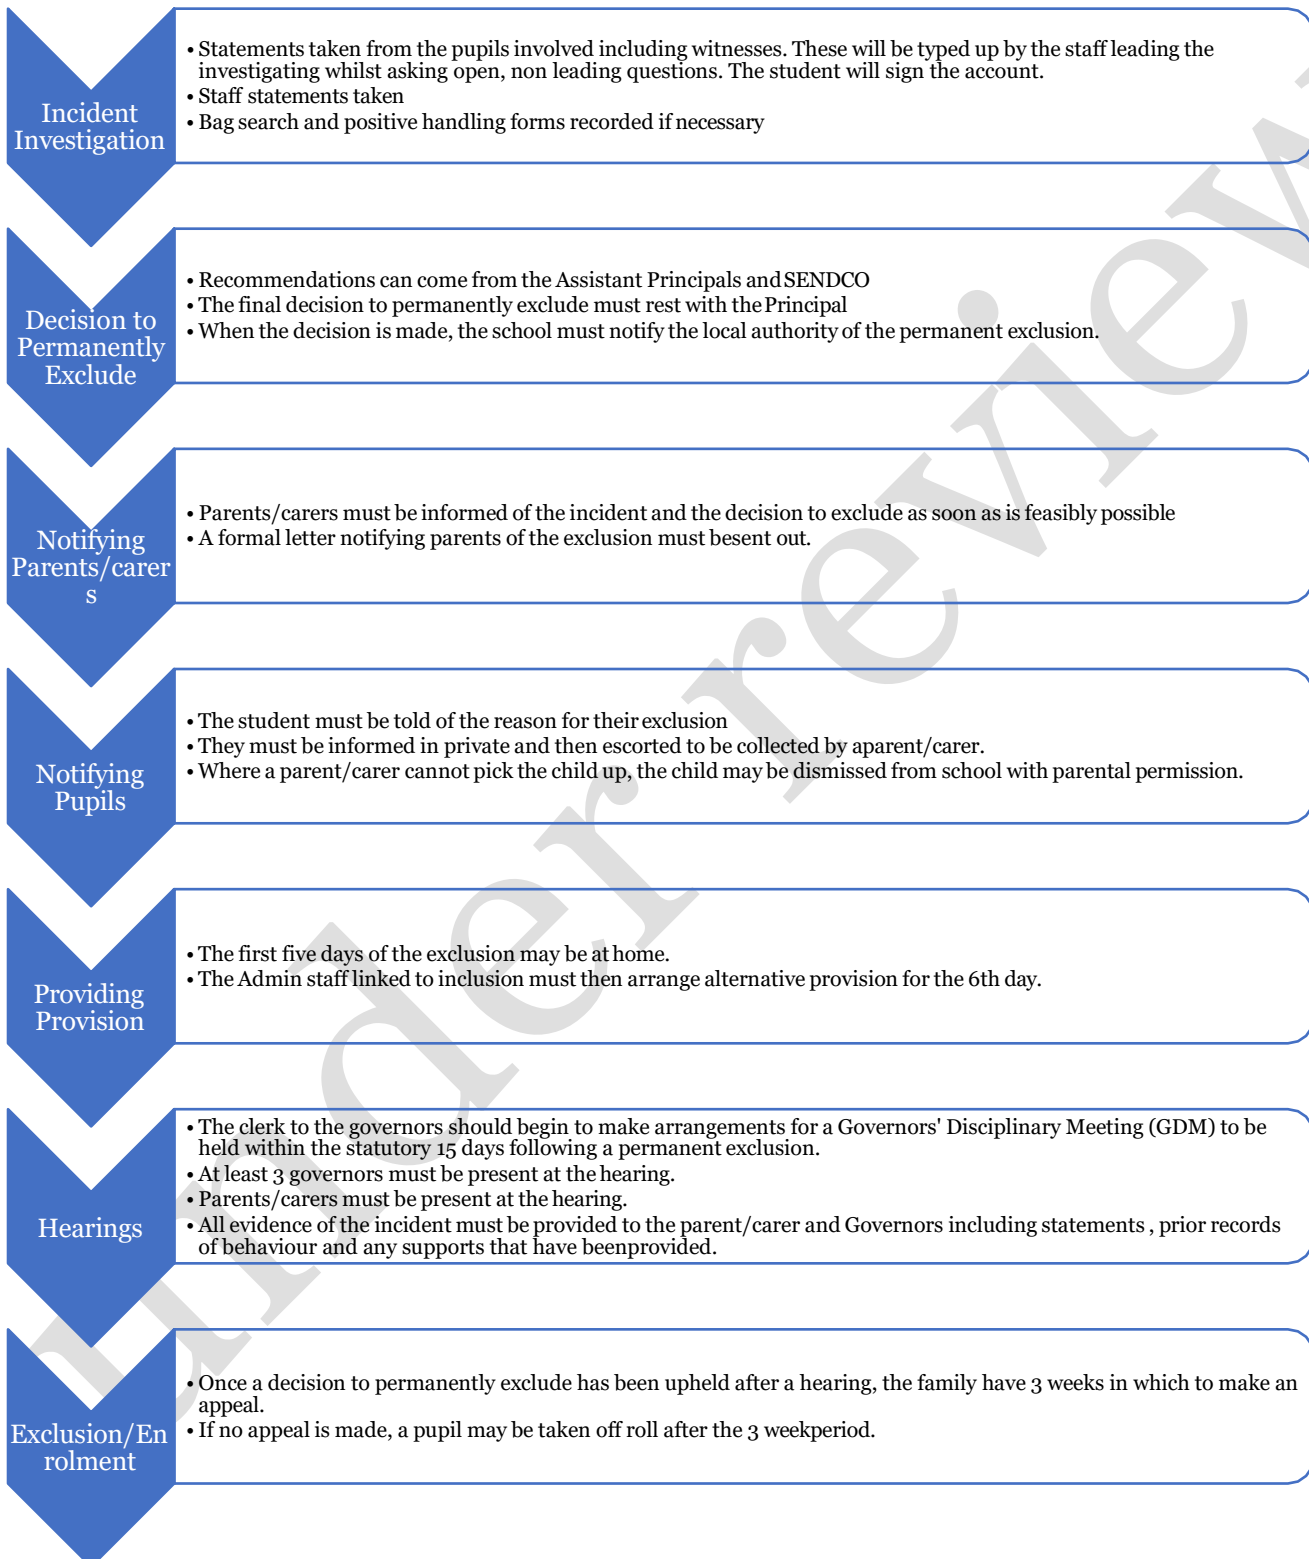 Incident
Investigation
• Statements taken from the pupils involved including witnesses. These will be typed up by the staff leading the
investigating whilst asking open, non leading questions. The student will sign the account.
• Staff statements taken
• Bag search and positive handling forms recorded if necessary
Decision to
Permanently
Exclude
• Recommendations can come from the Assistant Principals and SENDCO
• The final decision to permanently exclude must rest with the Principal
• When the decision is made, the school must notify the local authority of the permanent exclusion.
Notifying
Parents/carer
s
• Parents/carers must be informed of the incident and the decision to exclude as soon as is feasibly possible
• A formal letter notifying parents of the exclusion must besent out.
Notifying
Pupils
• The student must be told of the reason for their exclusion
• They must be informed in private and then escorted to be collected by aparent/carer.
• Where a parent/carer cannot pick the child up, the child may be dismissed from school with parental permission.
Providing
Provision
• The first five days of the exclusion may be at home.
• The Admin staff linked to inclusion must then arrange alternative provision for the 6th day.
Hearings
• The clerk to the governors should begin to make arrangements for a Governors' Disciplinary Meeting (GDM) to be
held within the statutory 15 days following a permanent exclusion.
• At least 3 governors must be present at the hearing.
• Parents/carers must be present at the hearing.
• All evidence of the incident must be provided to the parent/carer and Governors including statements , prior records
of behaviour and any supports that have beenprovided.
Exclusion/En
rolment
• Once a decision to permanently exclude has been upheld after a hearing, the family have 3 weeks in which to make an
appeal.
• If no appeal is made, a pupil may be taken off roll after the 3 weekperiod.
under review